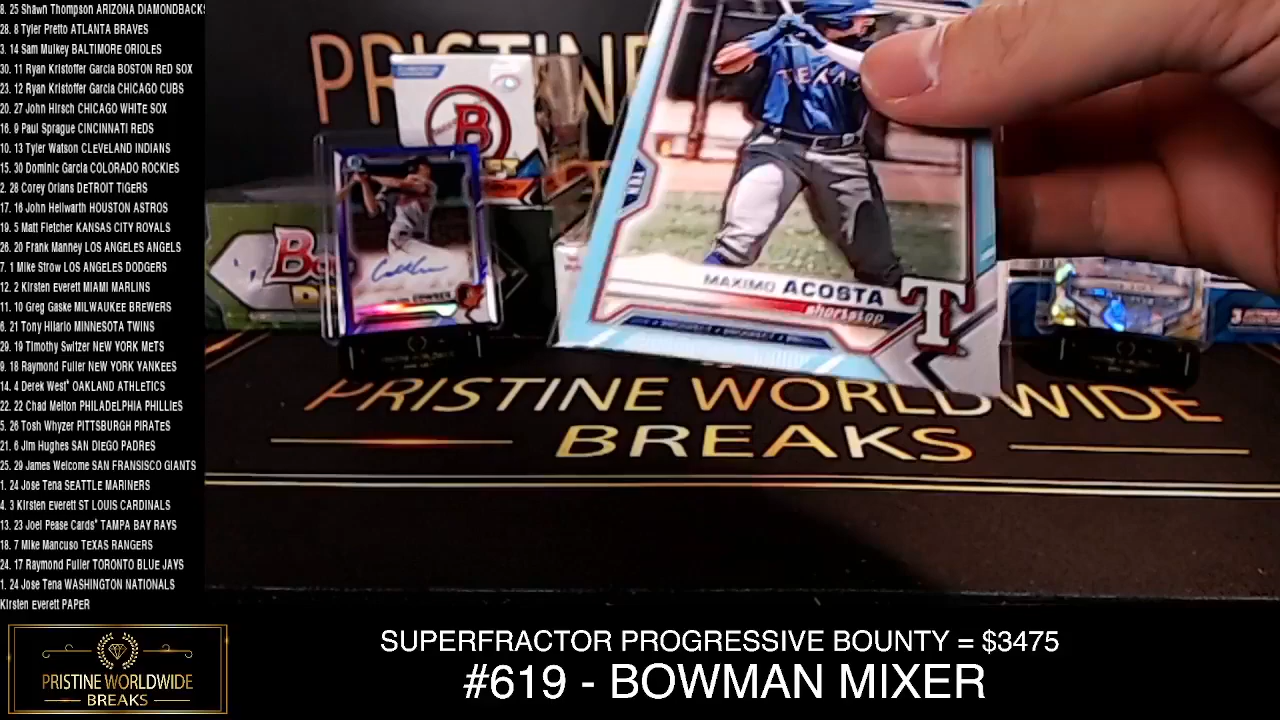 8. 25 Shawn Thompson ARIZONA DIAMONDBACKS
28. 8 Tyler Pretto ATLANTA BRAVES
3. 14 Sam Mulkey BALTIMORE ORIOLES
30. 11 Ryan Kristoffer Garcia BOSTON RED SOX
23. 12 Ryan Kristoffer Garcia CHICAGO CUBS
20. 27 John Hirsch CHICAGO WHITE SOX
16. 9 Paul Sprague CINCINNATI REDS
10. 13 Tyler Watson CLEVELAND INDIANS
15. 30 Dominic Garcia COLORADO ROCKIES
2. 28 Corey Orians DETROIT TIGERS
17. 16 John Hellwarth HOUSTON ASTROS
19. 5 Matt Fletcher KANSAS CITY ROYALS
26. 20 Frank Manney LOS ANGELES ANGELS
7. 1 Mike Strow LOS ANGELES DODGERS
12. 2 Kirsten Everett MIAMI MARLINS
11. 10 Greg Gaske MILWAUKEE BREWERS
6. 21 Tony Hilario MINNESOTA TWINS
29. 19 Timothy Switzer NEW YORK METS
9. 18 Raymond Fuller NEW YORK YANKEES
14. 4 Derek West* OAKLAND ATHLETICS
22. 22 Chad Melton PHILADELPHIA PHILLIES
5. 26 Tosh Whyzer PITTSBURGH PIRATES
21. 6 Jim Hughes SAN DIEGO PADRES
25. 29 James Welcome SAN FRANSISCO GIANTS
1. 24 Jose Tena SEATTLE MARINERS
4. 3 Kirsten Everett ST LOUIS CARDINALS
13. 23 Joel Pease Cards* TAMPA BAY RAYS
18. 7 Mike Mancuso TEXAS RANGERS
24. 17 Raymond Fuller TORONTO BLUE JAYS
1. 24 Jose Tena WASHINGTON NATIONALS
Kirsten Everett PAPER
PRISTINE
B
TEXAS
TEX
MAXIMO ACOSTA
shortstop
T
PRISTINE WORLDWIDE
BREAKS
PRISTINE WORLDWIDE
BREAKS
SUPERFRACTOR PROGRESSIVE BOUNTY = $3475
#619 - BOWMAN MIXER